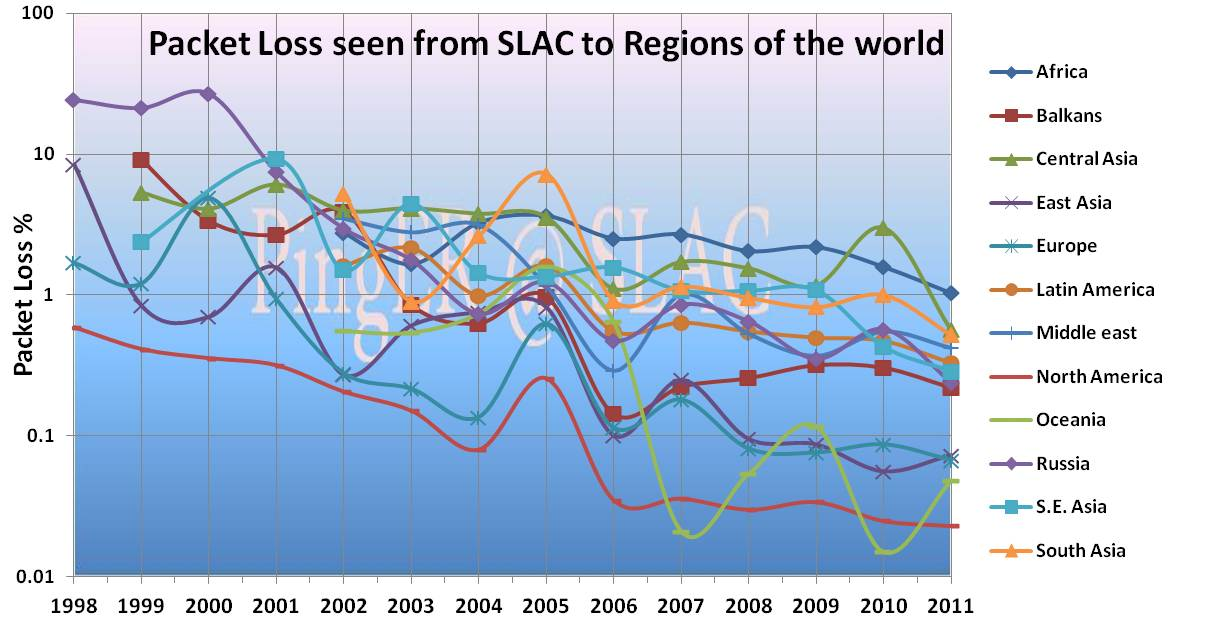 Packet Loss seen from SLAC to Regions of the world
Packet Loss %
100
10
1
0.1
0.01
1998 1999 2000 2001 2002 2003 2004 2005 2006 2007 2008 2009 2010 2011
PingER@SLAC
Africa
Balkans
Central Asia
East Asia
Europe
Latin America
Middle east
North America
Oceania
Russia
S.E. Asia
South Asia